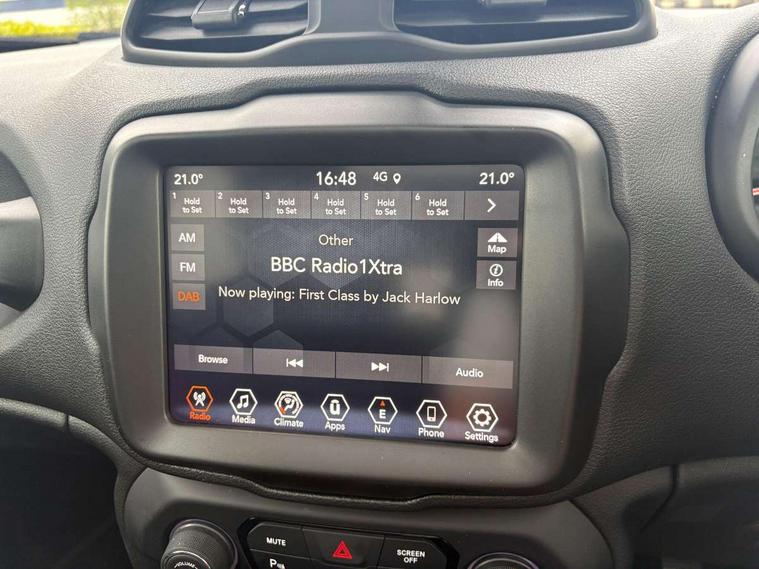 21.0° 16:48 4G 21.0°
1 Hold to Set 2 Hold to Set 3 Hold to Set 4 Hold to Set 5 Hold to Set 6 Hold to Set
AM
Other
Map
FM
BBC Radio1Xtra
Info
DAB
Now playing: First Class by Jack Harlow
Browse Audio
Radio Media Climate Apps E Nav Phone Settings
MUTE SCREEN OFF
P
VOLUME